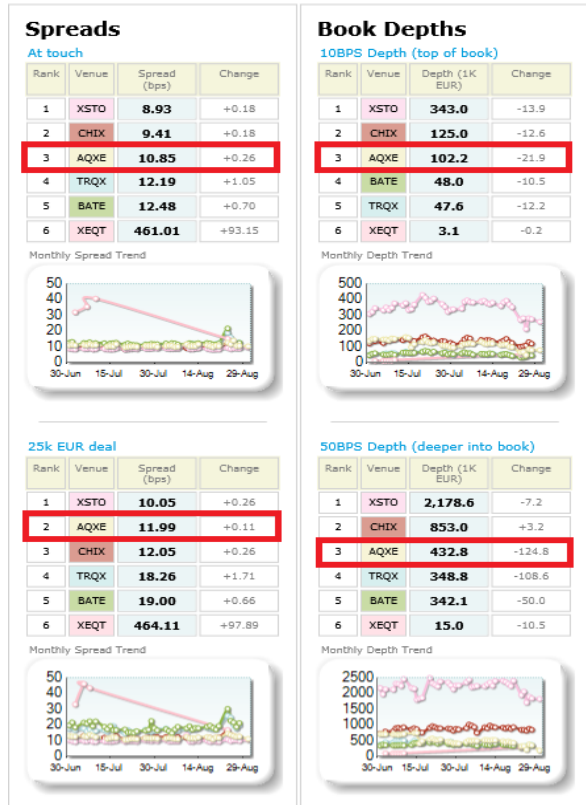 Spreads
At touch
Rank Venue Spread (bps) Change
1 XSTO 8.93 +0.18
2 CHIX 9.41 +0.18
3 AQXE 10.85 +0.26
4 TRQX 12.19 +1.05
5 BATE 12.48 +0.70
6 XEQT 461.01 +93.15
Monthly Spread Trend
50
40
30
20
10
0
30-Jun 15-Jul 30-Jul 14-Aug 29-Aug
25k EUR deal
Rank Venue Spread (bps) Change
1 XSTO 10.05 +0.26
2 AQXE 11.99 +0.11
3 CHIX 12.05 +0.26
4 TRQX 18.26 +1.71
5 BATE 19.00 +0.66
6 XEQT 464.11 +97.89
Monthly Spread Trend
50
40
30
20
10
0
30-Jun 15-Jul 30-Jul 14-Aug 29-Aug
Book Depths
10BPS Depth (top of book)
Rank Venue Depth (1K EUR) Change
1 XSTO 343.0 -13.9
2 CHIX 125.0 -12.6
3 AQXE 102.2 -21.9
4 BATE 48.0 -10.5
5 TRQX 47.6 -12.2
6 XEQT 3.1 -0.2
Monthly Depth Trend
500
400
300
200
100
0
30-Jun 15-Jul 30-Jul 14-Aug 29-Aug
50BPS Depth (deeper into book)
Rank Venue Depth (1K EUR) Change
1 XSTO 2,178.6 -7.2
2 CHIX 853.0 +3.2
3 AQXE 432.8 -124.8
4 TRQX 348.8 -108.6
5 BATE 342.1 -50.0
6 XEQT 15.0 -10.5
Monthly Depth Trend
2500
2000
1500
1000
500
0
30-Jun 15-Jul 30-Jul 14-Aug 29-Aug